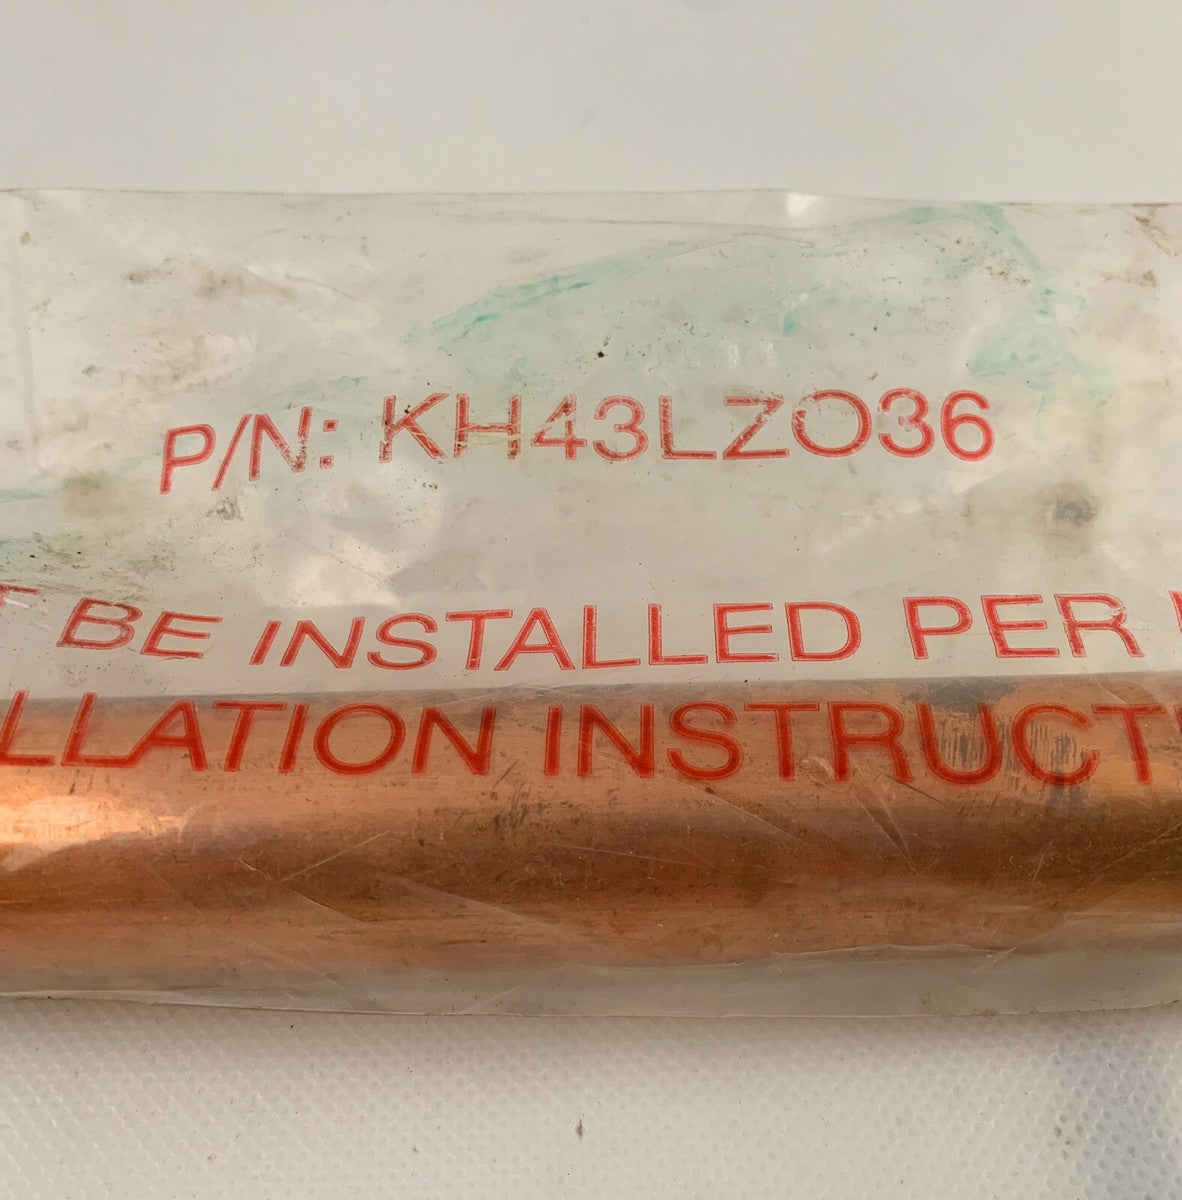 P/N: KH43LZO36
T BE INSTALLED PER
LLATION INSTRUCT